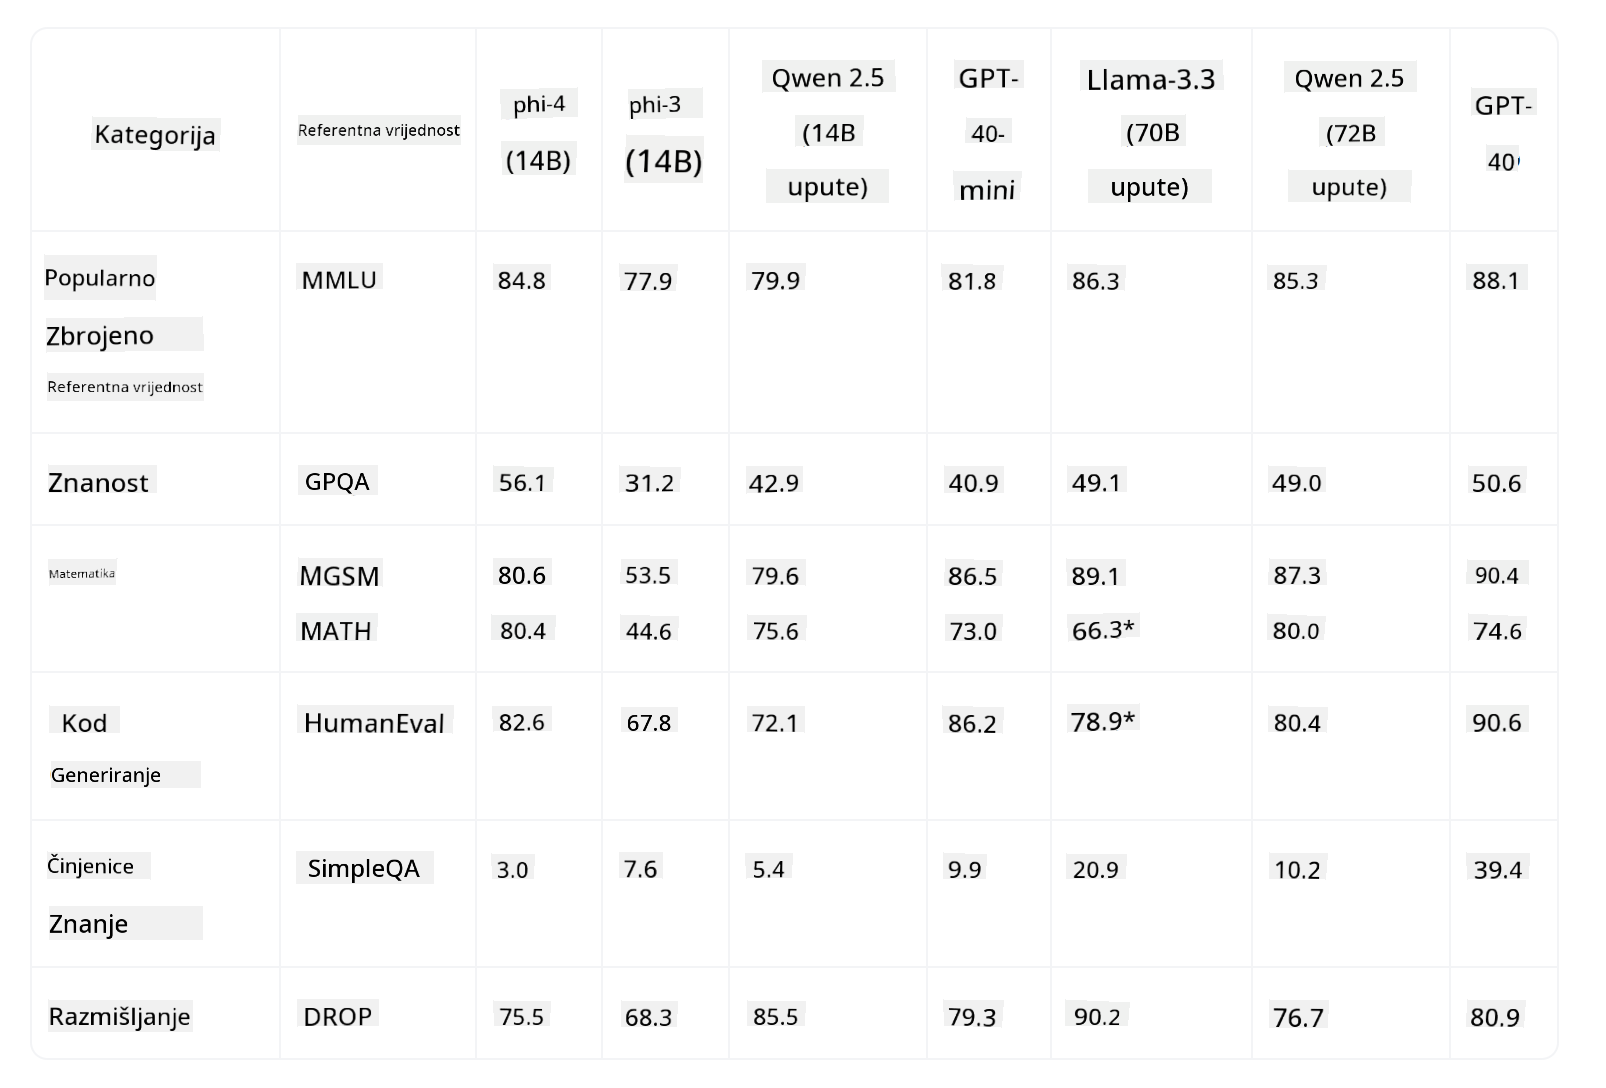 Kategorija
Referentna vrijednost
phi-4
(14B)
phi-3
(14B)
Qwen 2.5
(14B
upute)
GPT-
40-
mini
Llama-3.3
(70B
upute)
Qwen 2.5
(72B
upute)
GPT-
40
Popularno
Zbrojeno
Referentna vrijednost
MMLU 84.8 77.9 79.9 81.8 86.3 85.3 88.1
Znanost GPQA 56.1 31.2 42.9 40.9 49.1 49.0 50.6
Matematika
MGSM 80.6 53.5 79.6 86.5 89.1 87.3 90.4
MATH 80.4 44.6 75.6 73.0 66.3* 80.0 74.6
Kod
Generiranje
HumanEval 82.6 67.8 72.1 86.2 78.9* 80.4 90.6
Činjenice
Znanje
SimpleQA 3.0 7.6 5.4 9.9 20.9 10.2 39.4
Razmišljanje DROP 75.5 68.3 85.5 79.3 90.2 76.7 80.9